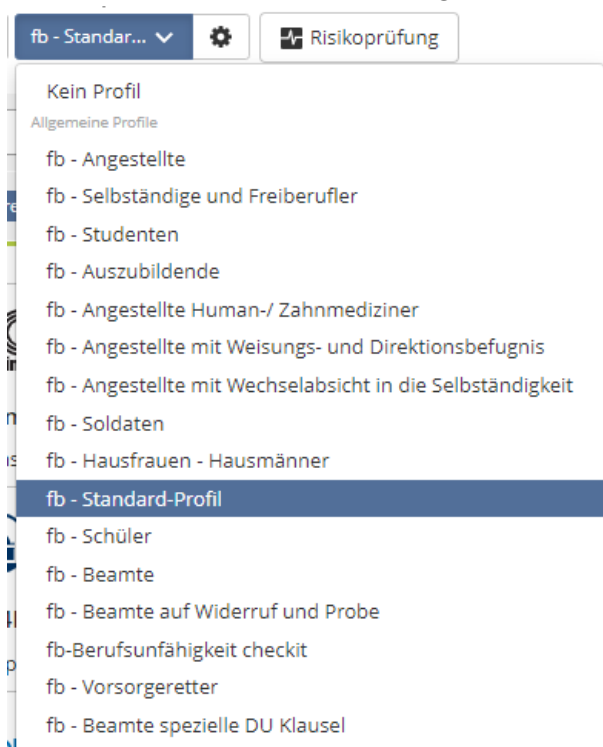 fb - Standar...
Risikoprüfung
Kein Profil
Allgemeine Profile
fb - Angestellte
fb - Selbständige und Freiberufler
fb - Studenten
fb - Auszubildende
fb - Angestellte Human-/ Zahnmediziner
fb - Angestellte mit Weisungs- und Direktionsbefugnis
fb - Angestellte mit Wechselabsicht in die Selbständigkeit
fb - Soldaten
fb - Hausfrauen - Hausmänner
fb - Standard-Profil
fb - Schüler
fb - Beamte
fb - Beamte auf Widerruf und Probe
fb-Berufsunfähigkeit checkit
fb - Vorsorgeretter
fb - Beamte spezielle DU Klausel